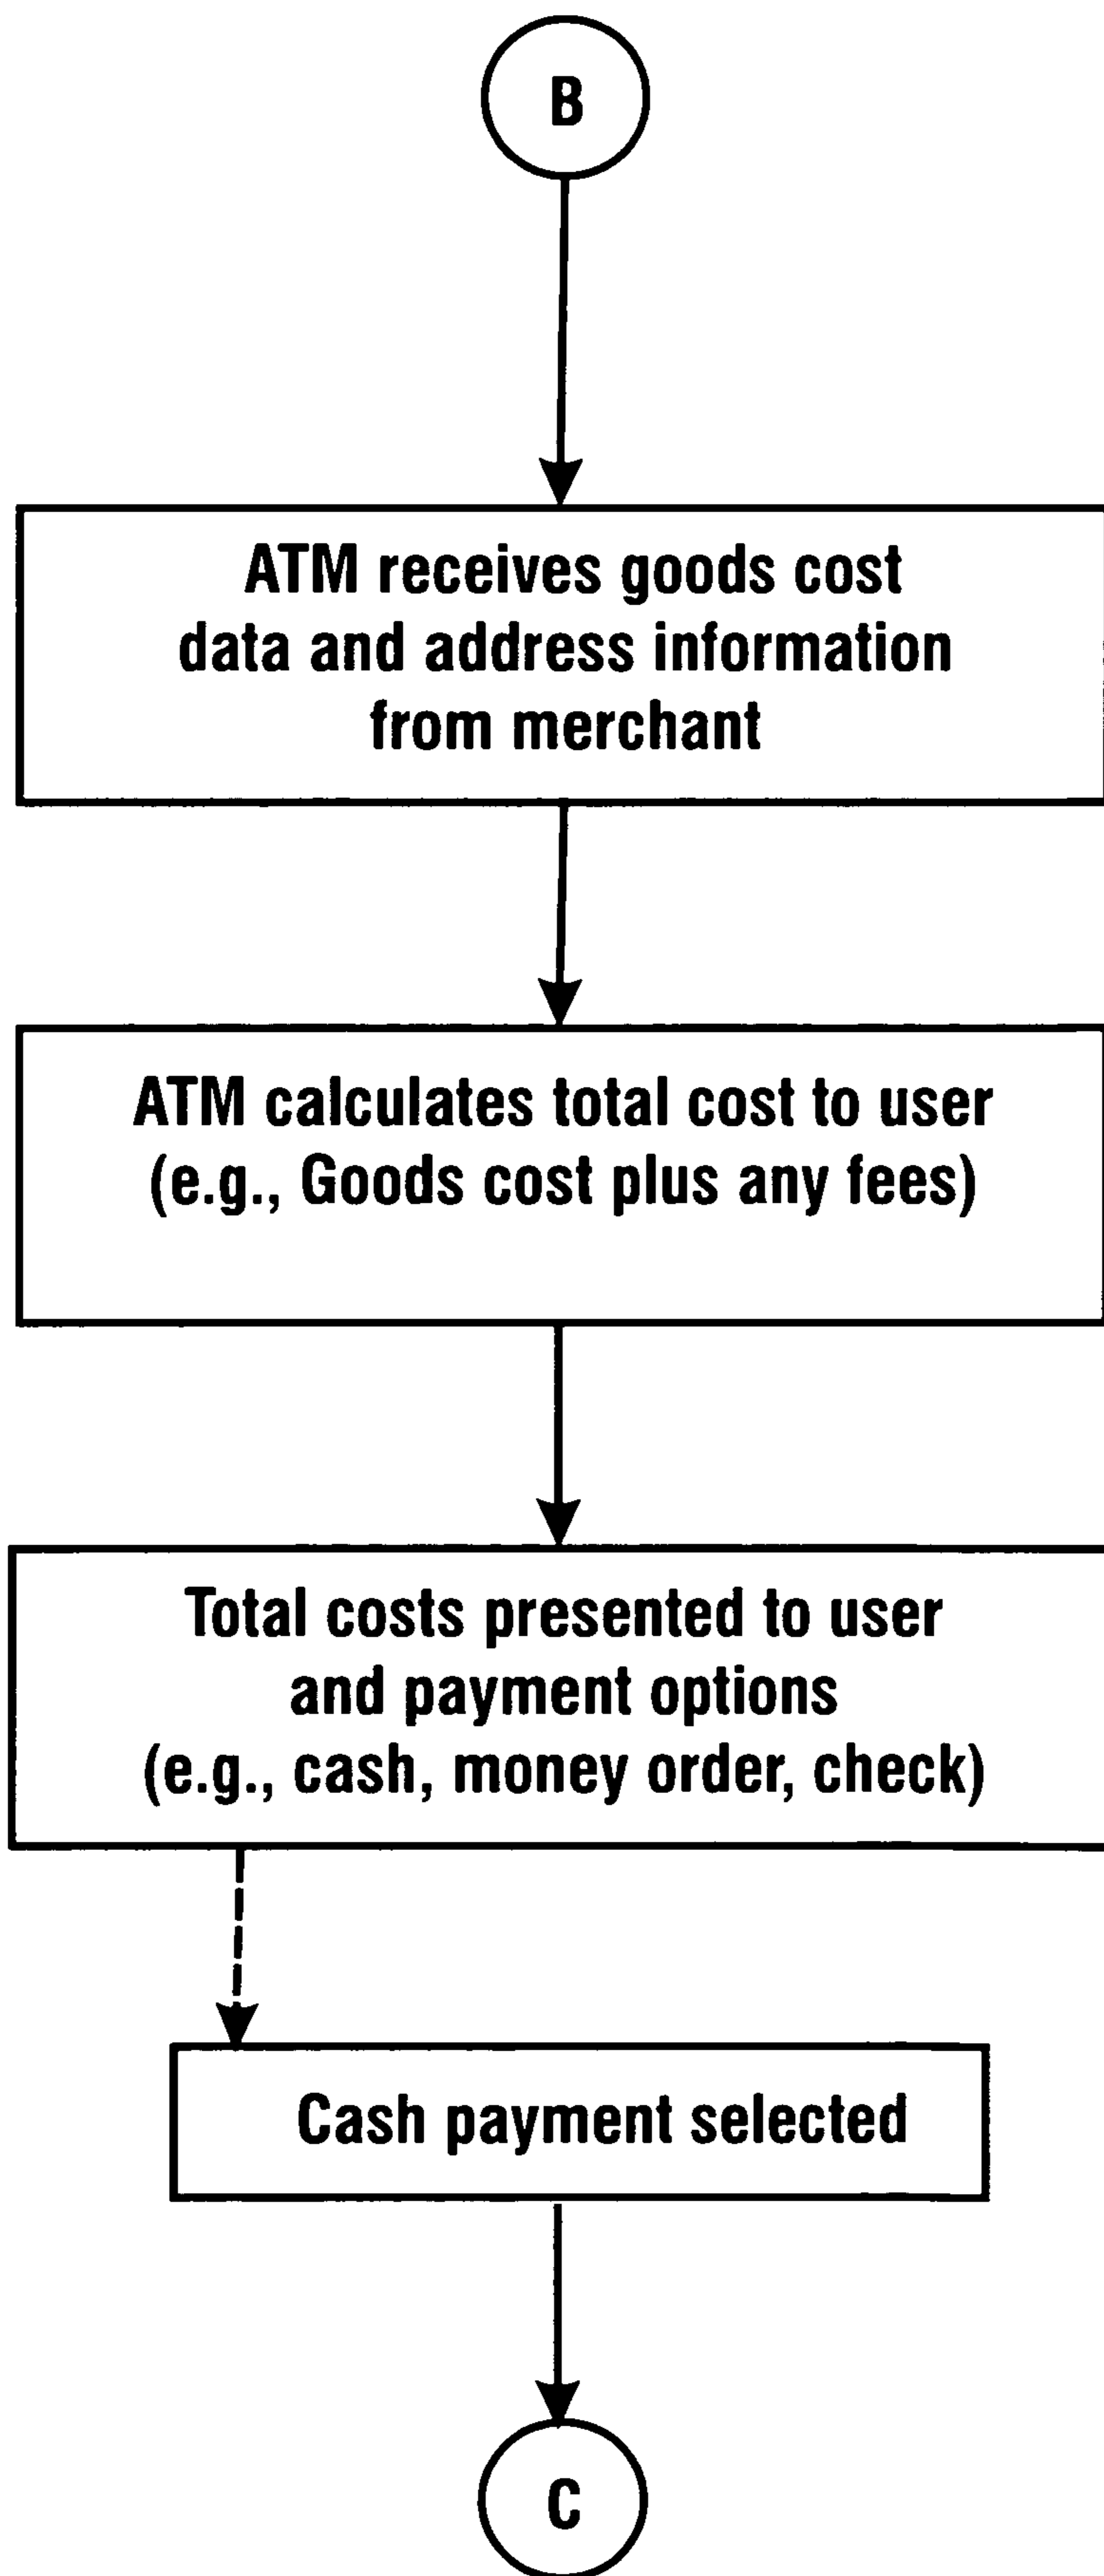 B
ATM receives goods cost
data and address information
from merchant
ATM calculates total cost to user
(e.g., Goods cost plus any fees)
Total costs presented to user
and payment options
(e.g., cash, money order, check)
Cash payment selected
C